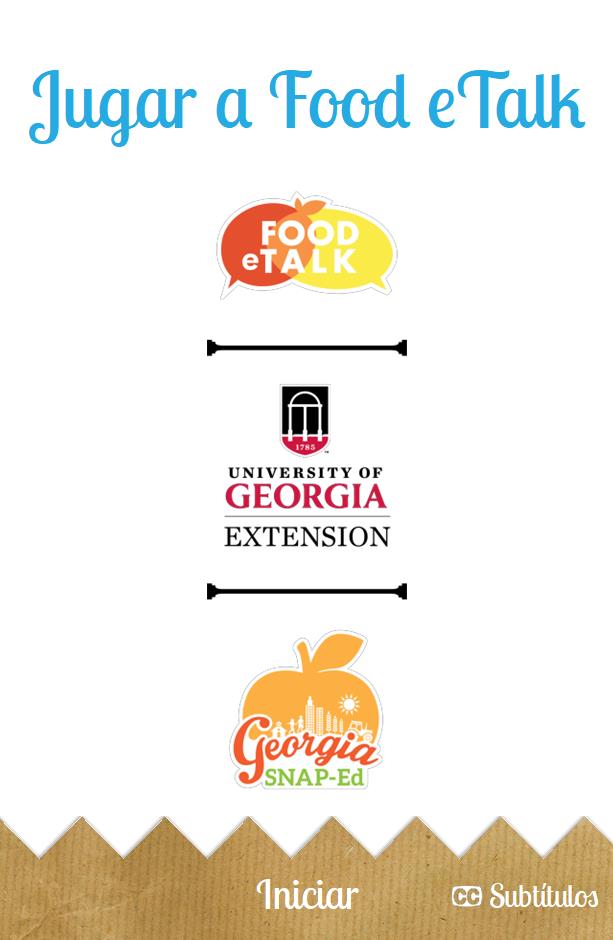 Jugar a Food eTalk
FOOD
eTALK
1785
UNIVERSITY OF
GEORGIA
EXTENSION
Georgia
SNAP-Ed
Iniciar
CC Subtítulos